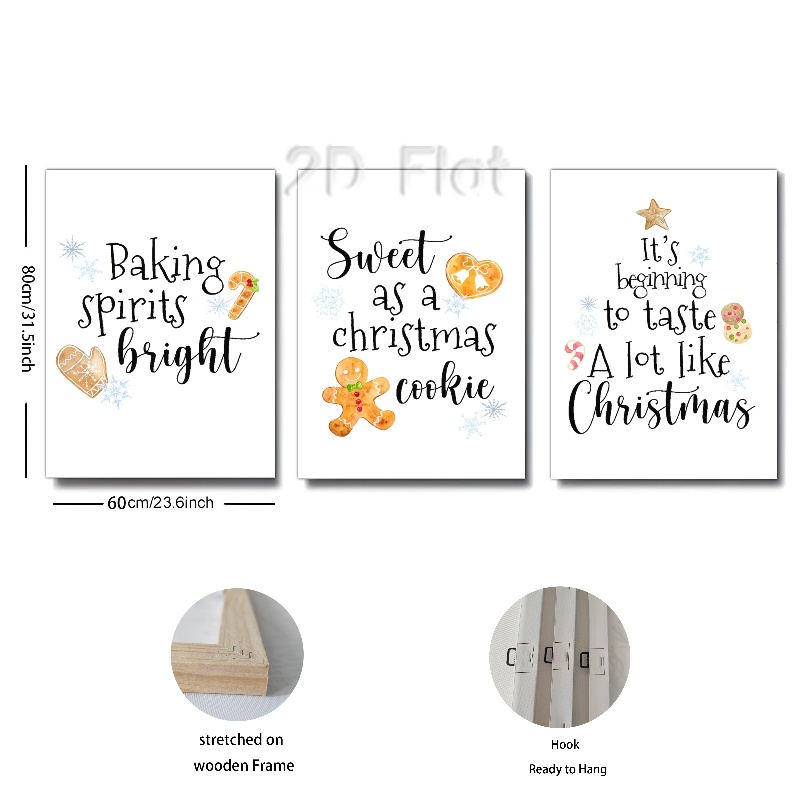 2D Flat
Baking
spirits
bright
Sweet
as a
christmas
cookie
It's
beginning
to taste
A lot like
Christmas
80cm/31.5inch
60cm/23.6inch
stretched on
wooden Frame
Hook
Ready to Hang